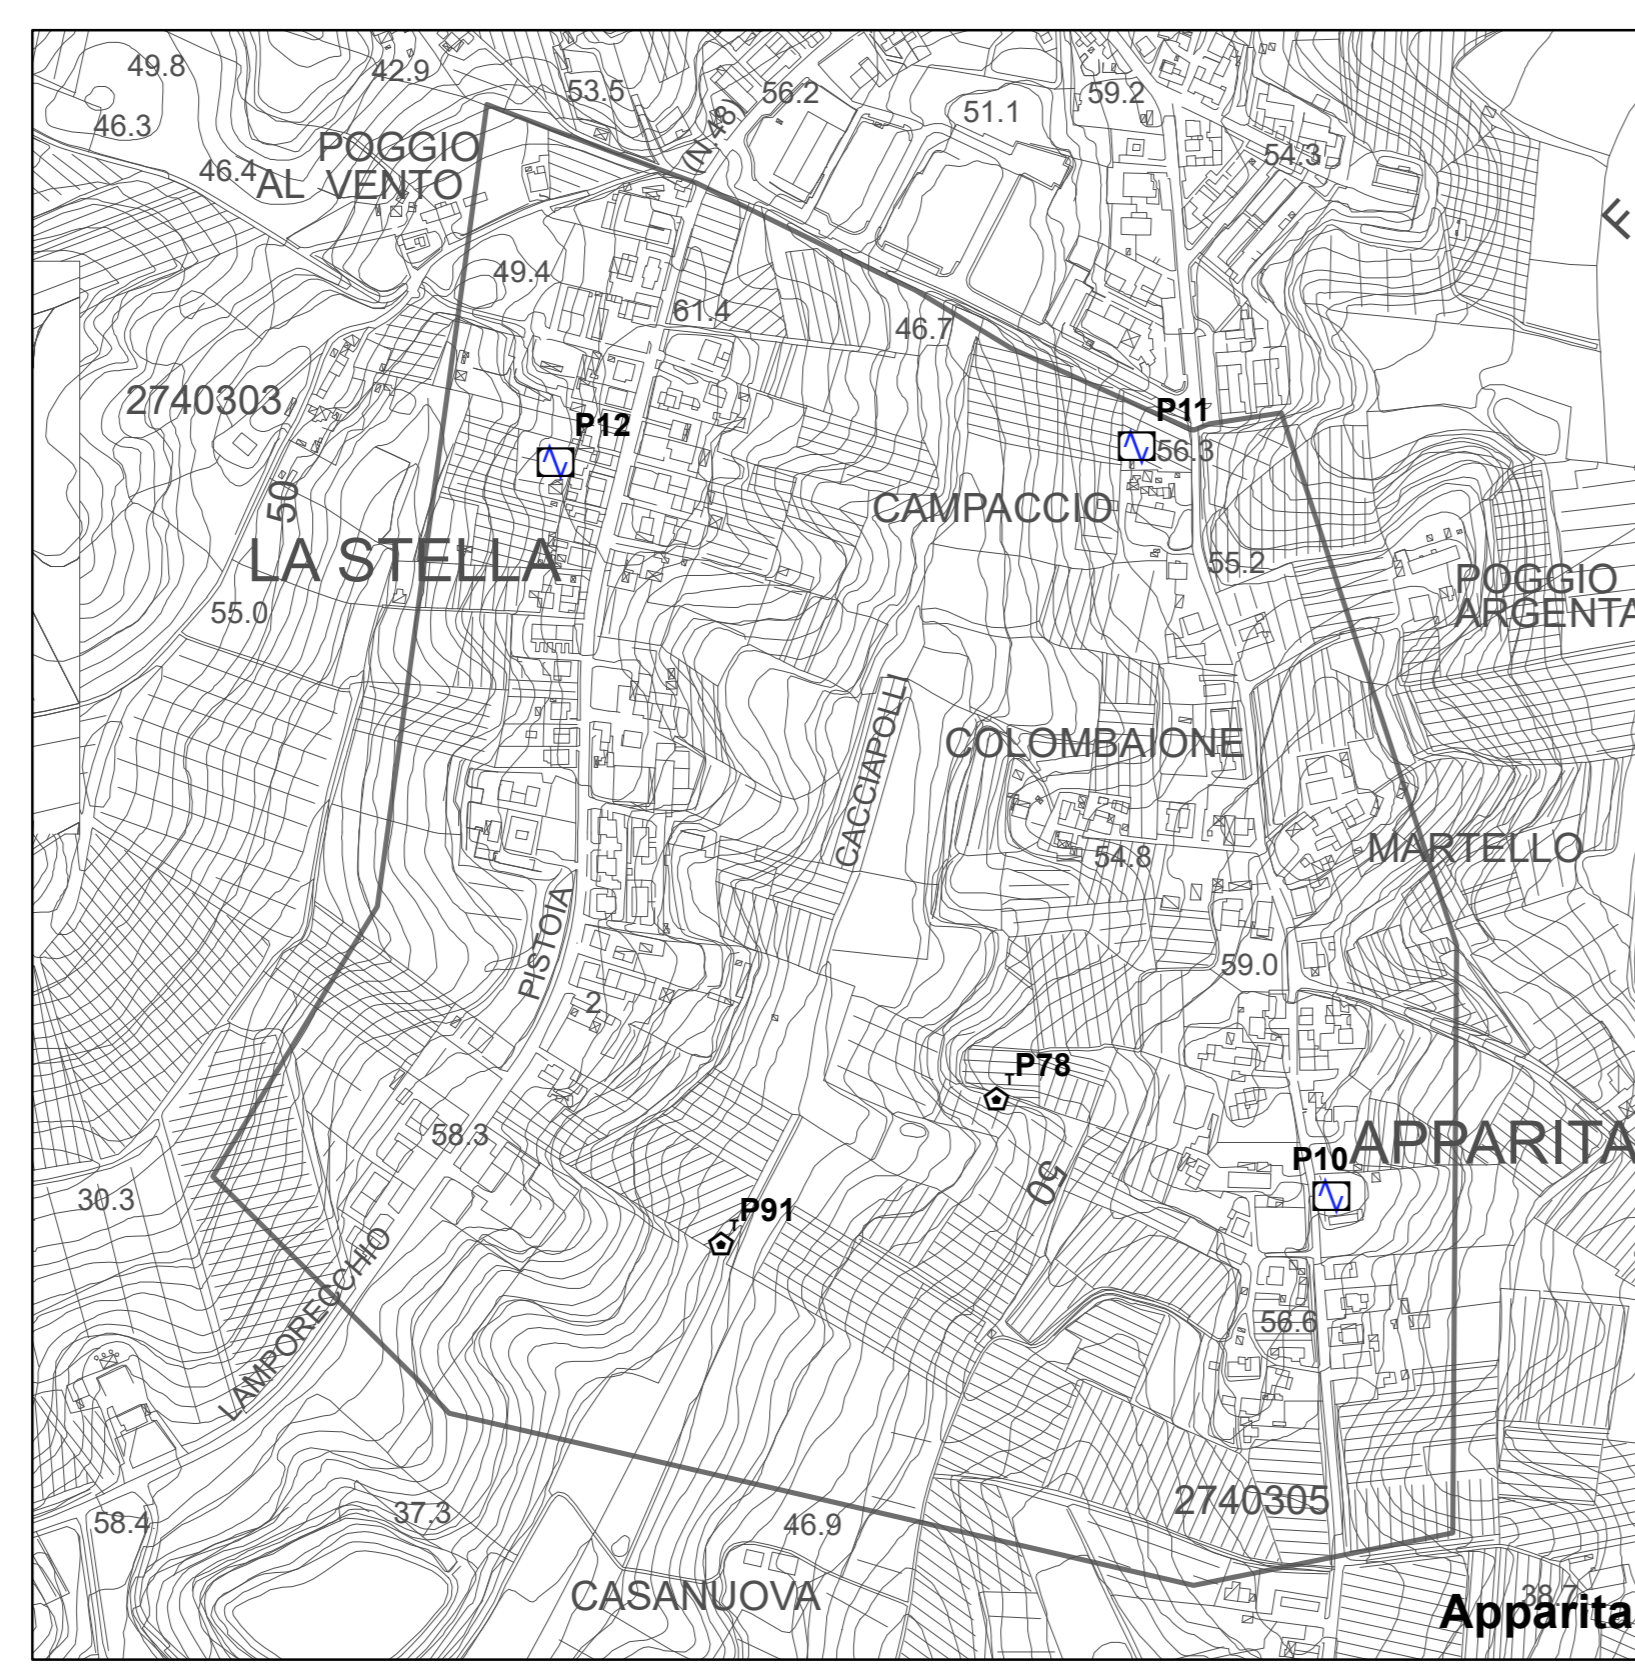 49.8
42.9
53.5
56.2
51.1
59.2
46.3
(N.48)
POGGIO
AL VENTO
46.4
54.3
F
49.4
61.4
46.7
2740303
P12
P11
56.3
50
CAMPACCIO
LA STELLA
55.2
55.0
POGGIO
ARGENTA
CACCIAPOLLI
COLOMBAIONE
54.8
MARTELLO
PISTOIA
59.0
2
P78
T
58.3
APPARITA
P10
50
30.3
P91
T
LAMPORECCHIO
56.6
2740305
58.4
37.3
46.9
CASANUOVA
38.7
Apparita